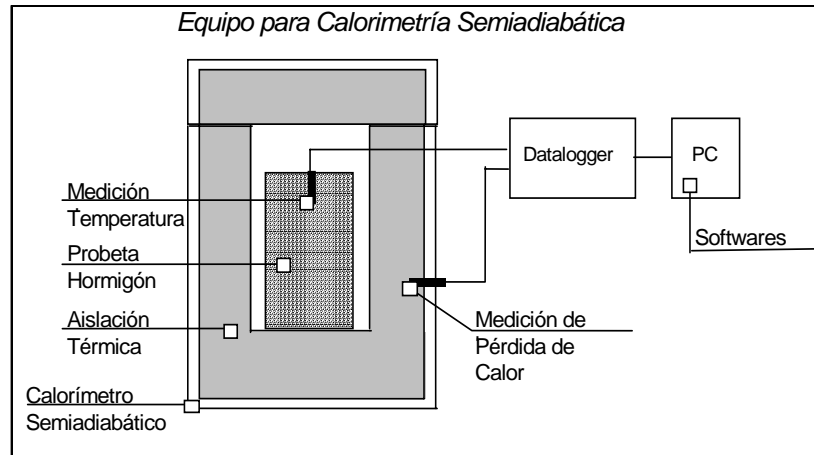 Equipo para Calorimetría Semiadiabática
Datalogger
PC
Medición
Temperatura
Softwares
Probeta
Hormigón
Aislación
Térmica
Medición de
Pérdida de
Calor
Calorímetro
Semiadiabático